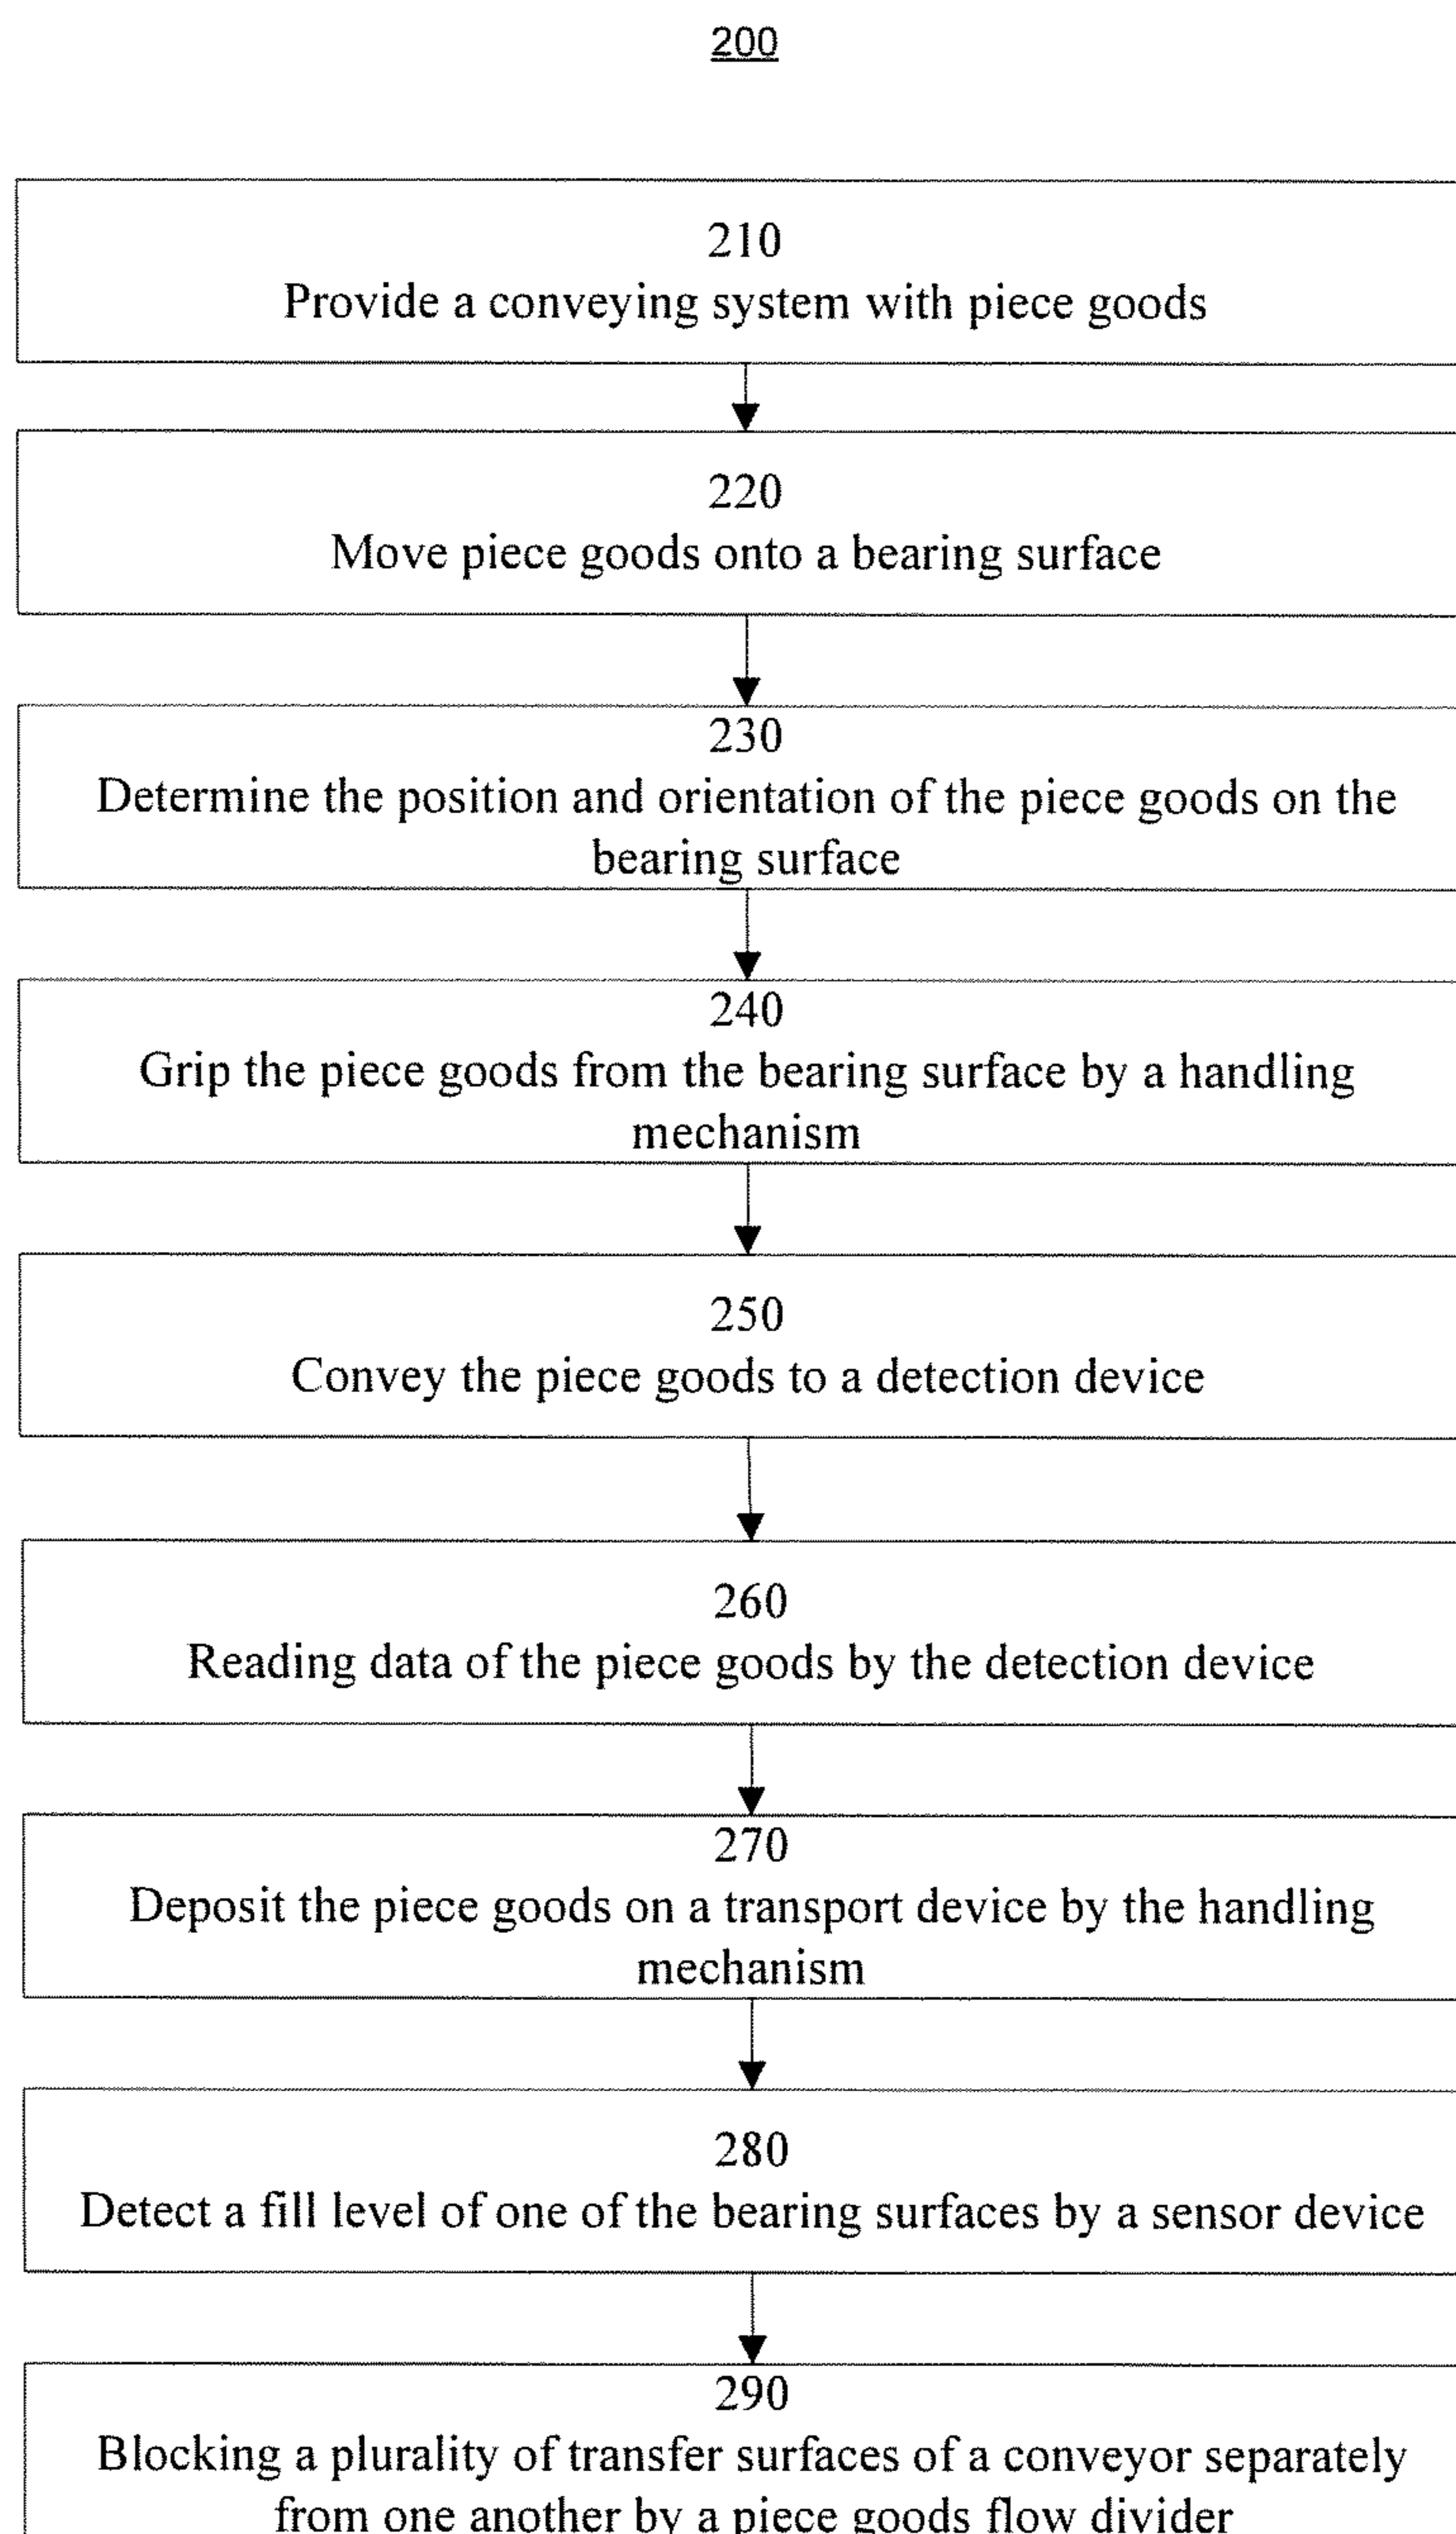 200
210
Provide a conveying system with piece goods
220
Move piece goods onto a bearing surface
230
Determine the position and orientation of the piece goods on the
bearing surface
240
Grip the piece goods from the bearing surface by a handling
mechanism
250
Convey the piece goods to a detection device
260
Reading data of the piece goods by the detection device
270
Deposit the piece goods on a transport device by the handling
mechanism
280
Detect a fill level of one of the bearing surfaces by a sensor device
290
Blocking a plurality of transfer surfaces of a conveyor separately
from one another by a piece goods flow divider